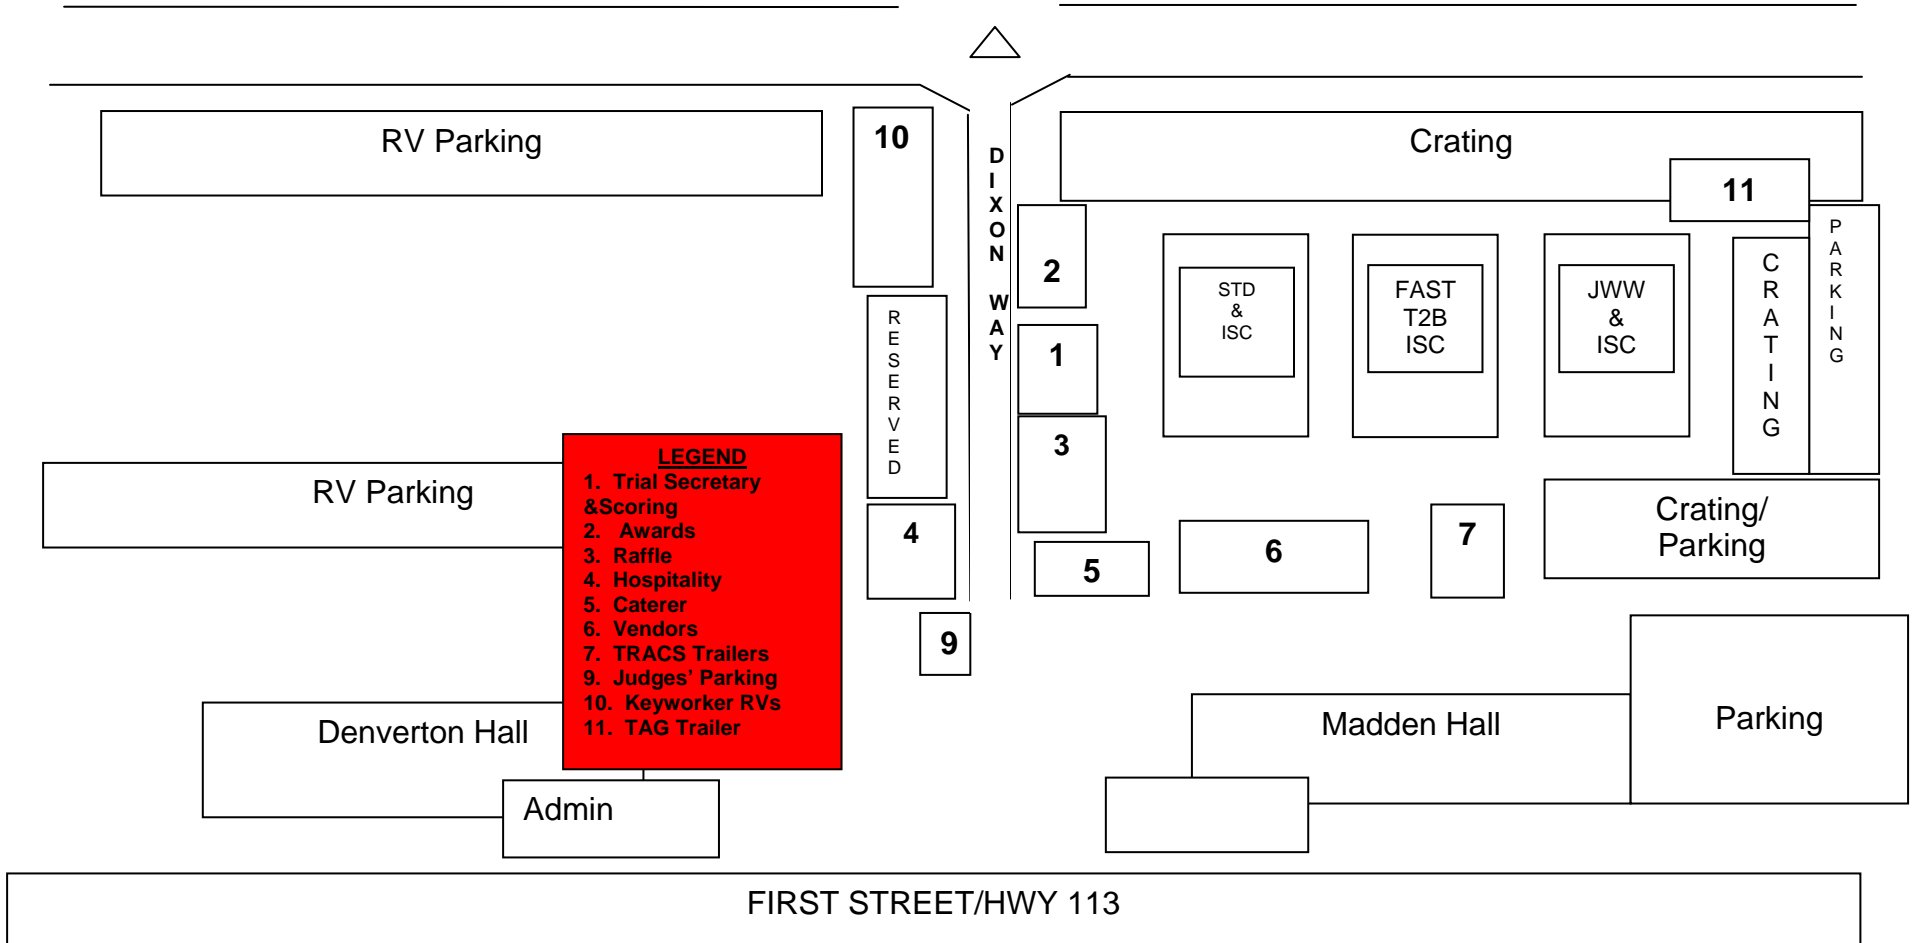 RV Parking
10
DIXON WAY
Crating
11
2
STD
&
ISC
FAST
T2B
ISC
JWW
&
ISC
CRATING
PARKING
RESERVED
1
3
RV Parking
LEGEND
1. Trial Secretary
&Scoring
2. Awards
3. Raffle
4. Hospitality
5. Caterer
6. Vendors
7. TRACS Trailers
9. Judges' Parking
10. Keyworker RVs
11. TAG Trailer
4
5
6
7
Crating/
Parking
9
Denverton Hall
Admin
Madden Hall
Parking
FIRST STREET/HWY 113